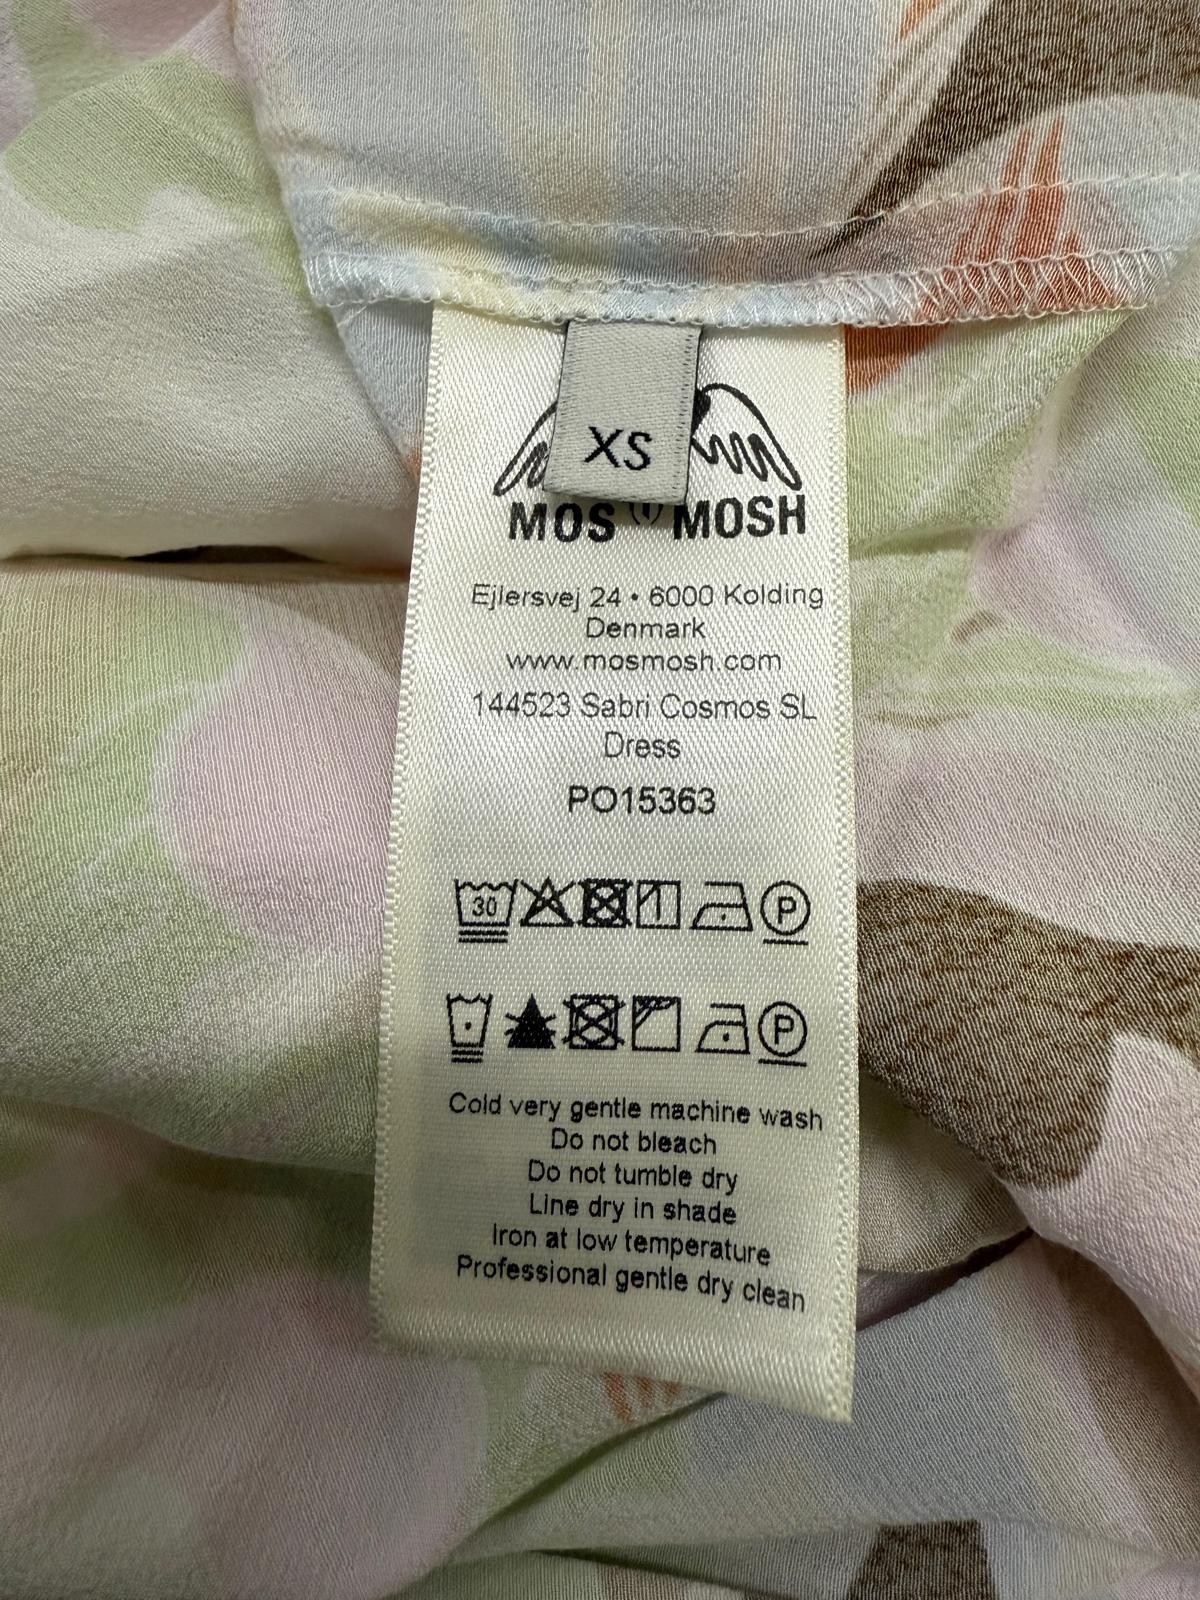 XS
MOS MOSH
Ejlersvej 24 • 6000 Kolding
Denmark
www.mosmosh.com
144523 Sabri Cosmos SL
Dress
PO15363
30 P
P
Cold very gentle machine wash
Do not bleach
Do not tumble dry
Line dry in shade
Iron at low temperature
Professional gentle dry clean